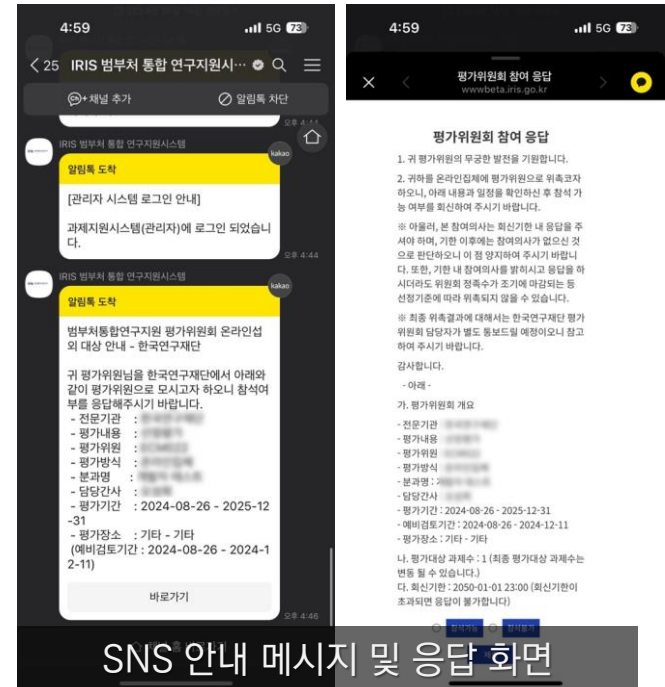 4:59
5G 73
25 IRIS 범부처 통합 연구지원시…
채널 추가
알림톡 차단
오후 4:44
IRIS 범부처 통합 연구지원시스템
kakao
알림톡 도착
[관리자 시스템 로그인 안내]
과제지원시스템(관리자)에 로그인 되었습니
다.
오후 4:44
IRIS 범부처 통합 연구지원시스템
kakao
알림톡 도착
범부처통합연구지원 평가위원회 온라인섭
외 대상 안내 - 한국연구재단
귀 평가위원님을 한국연구재단에서 아래와
같이 평가위원으로 모시고자 하오니 참석여
부를 응답해주시기 바랍니다.
- 전문기관 :
- 평가내용 :
- 평가위원 :
- 평가방식 :
- 분과명 :
- 담당간사 :
- 평가기간 : 2024-08-26 - 2025-12
-31
- 평가장소 : 기타 - 기타
(예비검토기간 : 2024-08-26 - 2024-1
2-11)
바로가기
오후 4:46
4:59
5G 73
평가위원회 참여 응답
wwwbeta.iris.go.kr
평가위원회 참여 응답
1. 귀 평가위원의 무궁한 발전을 기원합니다.
2. 귀하를 온라인집체에 평가위원으로 위촉코자
하오니, 아래 내용과 일정을 확인하신 후 참석 가
능 여부를 회신하여 주시기 바랍니다.
※ 아울러, 본 참여의사는 회신기한 내 응답을 주
셔야 하며, 기한 이후에는 참여의사가 없으신 것
으로 판단하오니 이 점 양지하여 주시기 바랍니
다. 또한, 기한 내 참여의사를 밝히시고 응답을 하
시더라도 위원회 정족수가 조기에 마감되는 등
선정기준에 따라 위촉되지 않을 수 있습니다.
※ 최종 위촉결과에 대해서는 한국연구재단 평가
위원회 담당자가 별도 통보드릴 예정이오니 참고
하여 주시기 바랍니다.
감사합니다.
- 아래 -
가. 평가위원회 개요
- 전문기관
- 평가내용
- 평가위원
- 평가방식
- 분과명 :
- 담당간사
- 평가기간 : 2024-08-26 - 2025-12-31
- 예비검토기간 : 2024-08-26 - 2024-12-11
- 평가장소 : 기타 - 기타
나. 평가대상 과제수 : 1 (최종 평가대상 과제수는
변동 될 수 있습니다.)
다. 회신기한 : 2050-01-01 23:00 (회신기한이
초과되면 응답이 불가합니다)
참석가능 참석불가
SNS 안내 메시지 및 응답 화면